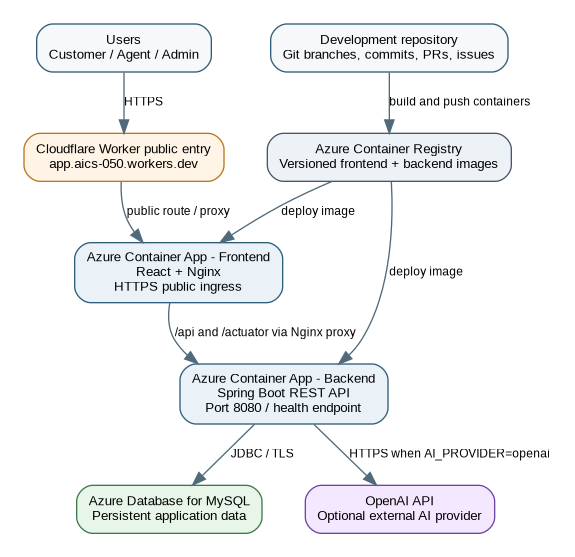 Users
Customer / Agent / Admin
Development repository
Git branches, commits, PRs, issues
HTTPS
build and push containers
Cloudflare Worker public entry
app.aics-050.workers.dev
Azure Container Registry
Versioned frontend + backend images
public route / proxy
deploy image
Azure Container App - Frontend
React + Nginx
HTTPS public ingress
deploy image
/api and /actuator via Nginx proxy
Azure Container App - Backend
Spring Boot REST API
Port 8080 / health endpoint
JDBC / TLS
HTTPS when AI_PROVIDER=openai
Azure Database for MySQL
Persistent application data
OpenAI API
Optional external AI provider